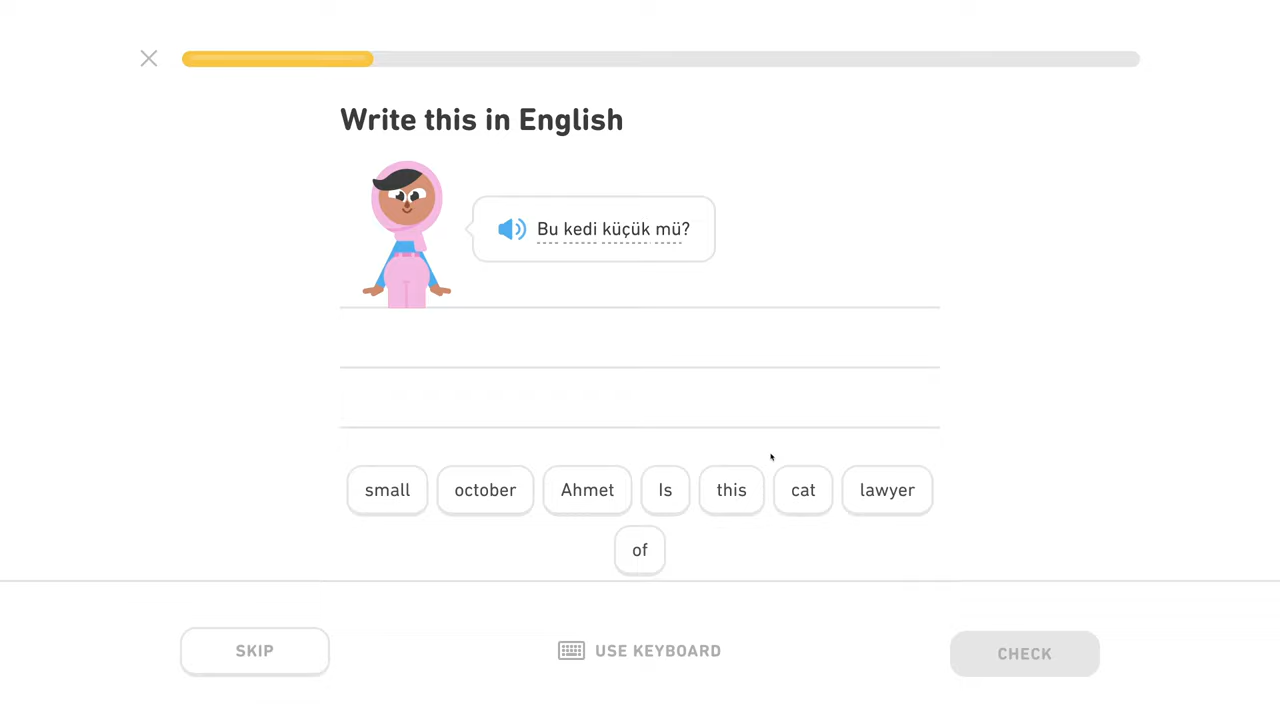 Write this in English
Bu kedi küçük mü?
small october Ahmet Is this cat lawyer
of
SKIP USE KEYBOARD CHECK